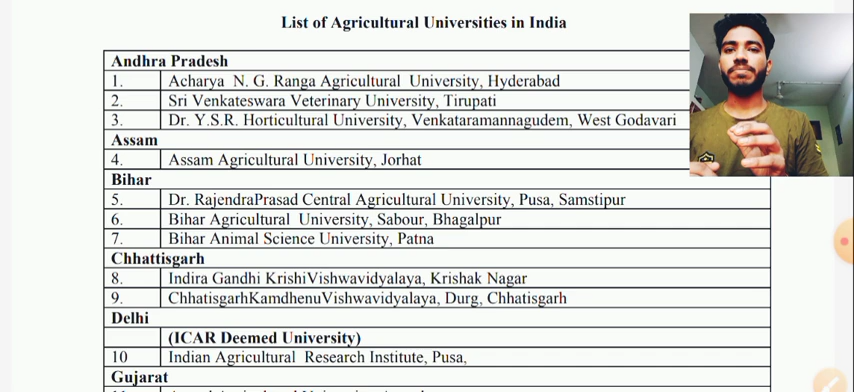 List of Agricultural Universities in India
Andhra Pradesh
1. Acharya N. G. Ranga Agricultural University, Hyderabad
2. Sri Venkateswara Veterinary University, Tirupati
3. Dr. Y.S.R. Horticultural University, Venkataramannagudem, West Godavari
Assam
4. Assam Agricultural University, Jorhat
Bihar
5. Dr. RajendraPrasad Central Agricultural University, Pusa, Samstipur
6. Bihar Agricultural University, Sabour, Bhagalpur
7. Bihar Animal Science University, Patna
Chhattisgarh
8. Indira Gandhi KrishiVishwavidyalaya, Krishak Nagar
9. ChhatisgarhKamdhenuVishwavidyalaya, Durg, Chhatisgarh
Delhi
(ICAR Deemed University)
10 Indian Agricultural Research Institute, Pusa,
Gujarat